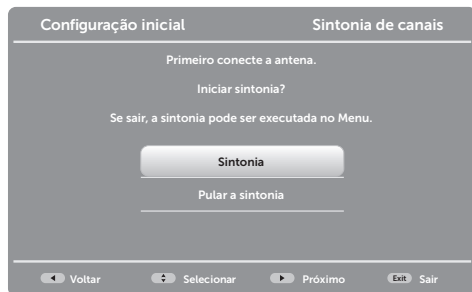 Configuração inicial Sintonia de canais
Primeiro conecte a antena.
Iniciar sintonia?
Se sair, a sintonia pode ser executada no Menu.
Sintonia
Pular a sintonia
Voltar Selecionar Próximo Exit Sair